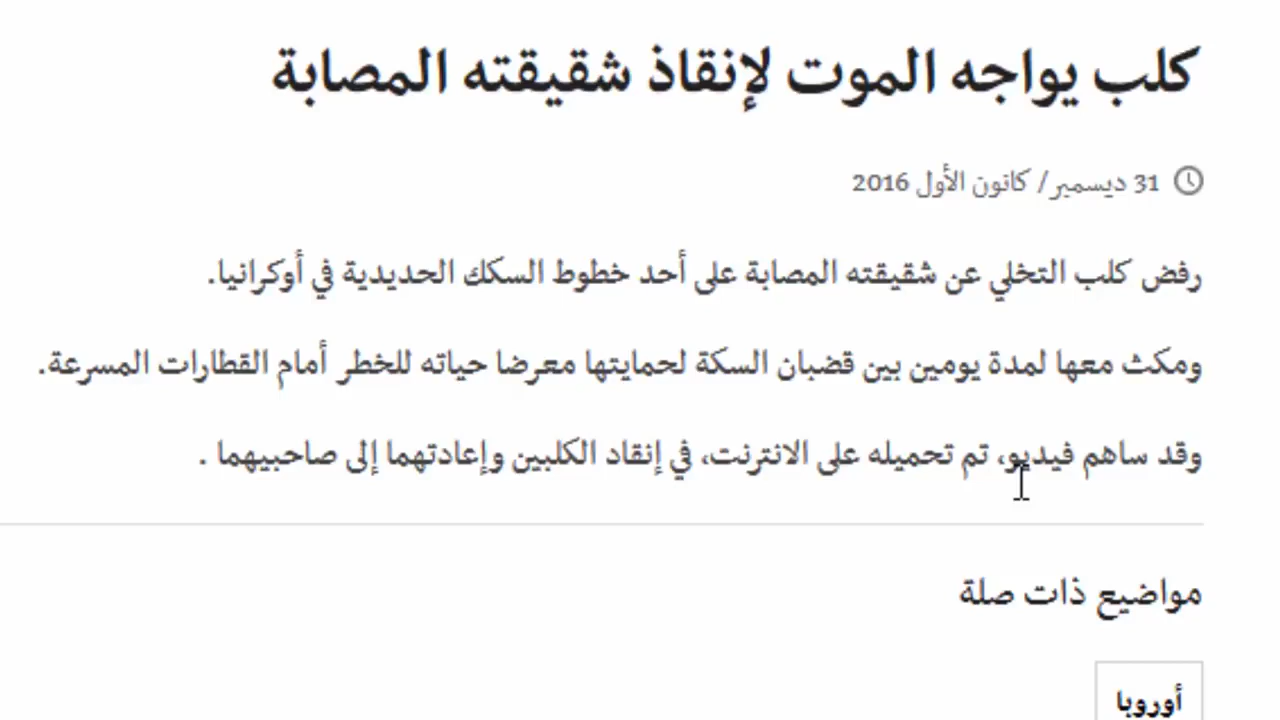 كلب يواجه الموت لإنقاذ شقيقته المصابة
31 ديسمبر/ كانون الأول 2016
رفض كلب التخلي عن شقيقته المصابة على أحد خطوط السكك الحديدية في أوكرانيا.
ومكث معها لمدة يومين بين قضبان السكة لحمايتها معرضا حياته للخطر أمام القطارات المسرعة.
وقد ساهم فيديو، تم تحميله على الانترنت، في إنقاد الكلبين وإعادتهما إلى صاحبيهما .
مواضيع ذات صلة
أوروبا